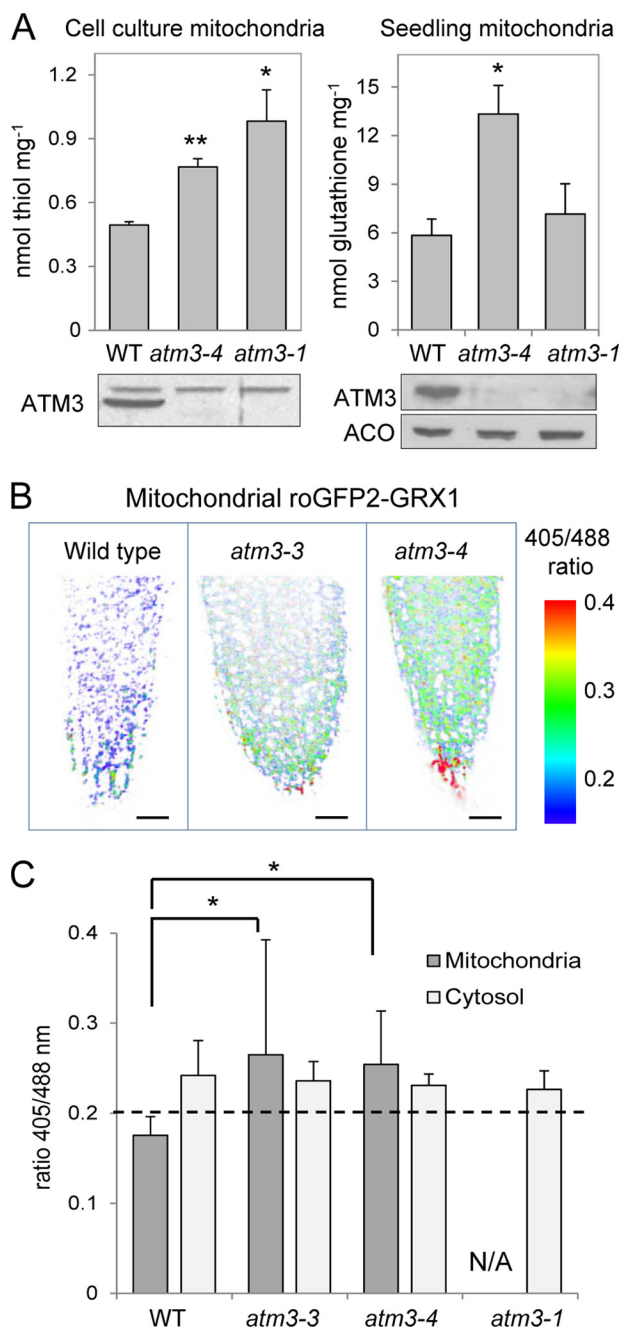 A
Cell culture mitochondria
Seedling mitochondria
nmol thiol mg-1
1.2
0.9
0.6
0.3
0
*
**
WT atm3-4 atm3-1
ATM3
nmol glutathione mg-1
15
12
9
6
6
0
*
WT atm3-4 atm3-1
ATM3
ACO
B
Mitochondrial roGFP2-GRX1
Wild type
atm3-3
atm3-4
405/488
ratio
0.4
0.3
0.2
C
*
*
ratio 405/488 nm
0.4
0.3
0.2
0.1
0
Mitochondria
Cytosol
N/A
WT atm3-3 atm3-4 atm3-1